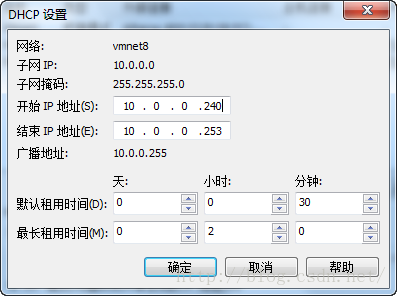 DHCP 设置
网络: vmnet8
子网 IP: 10.0.0.0
子网掩码: 255.255.255.0
开始 IP 地址(S): 10 . 0 . 0 .240
结束 IP 地址(E): 10 . 0 . 0 .253
广播地址: 10.0.0.255
天: 小时: 分钟:
默认租用时间(D): 0 0 30
最长租用时间(M): 0 2 0
确定 取消 帮助
http://blog.csdn.net/